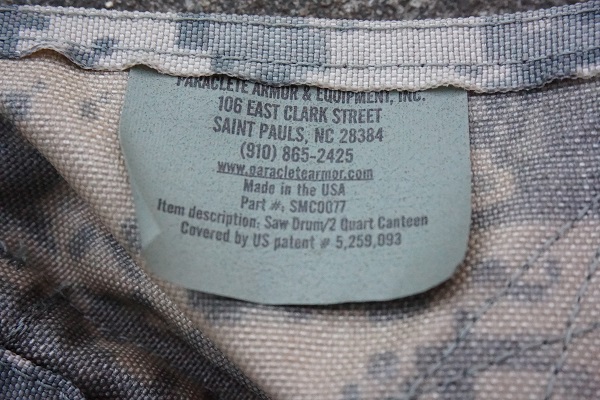 PARACLETE ARMOR & EQUIPMENT, INC.
106 EAST CLARK STREET
SAINT PAULS, NC 28384
(910) 865-2425
www.paracletearmor.com
Made in the USA
Part #: SMC0077
Item description: Saw Drum/2 Quart Canteen
Covered by US patent # 5,259,093